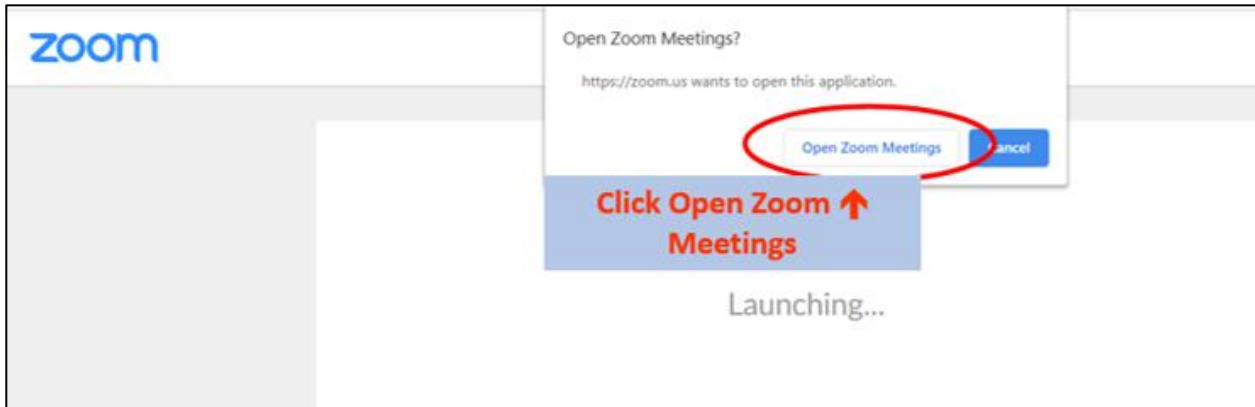 zoom
Open Zoom Meetings?
https://zoom.us wants to open this application.
Open Zoom Meetings
Cancel
Click Open Zoom ↑
Meetings
Launching...